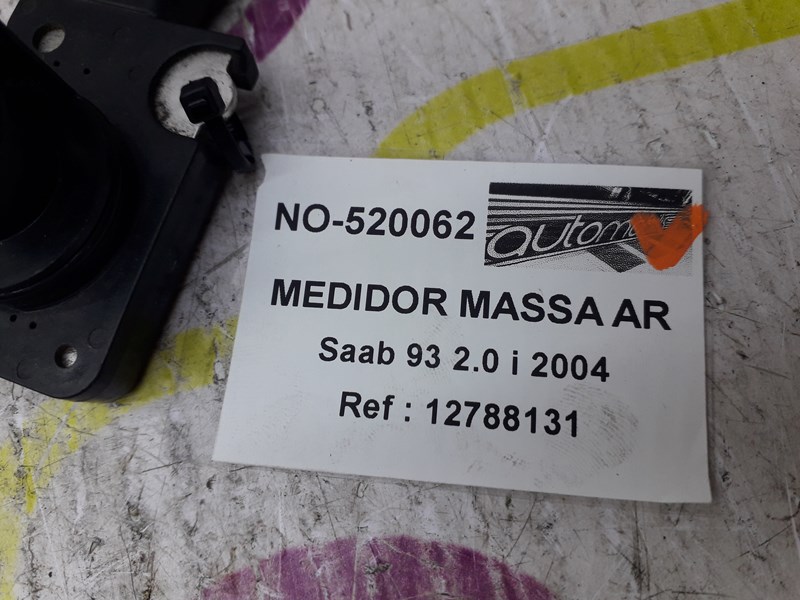 NO-520062
MEDIDOR MASSA AR
Saab 93 2.0 i 2004
Ref : 12788131